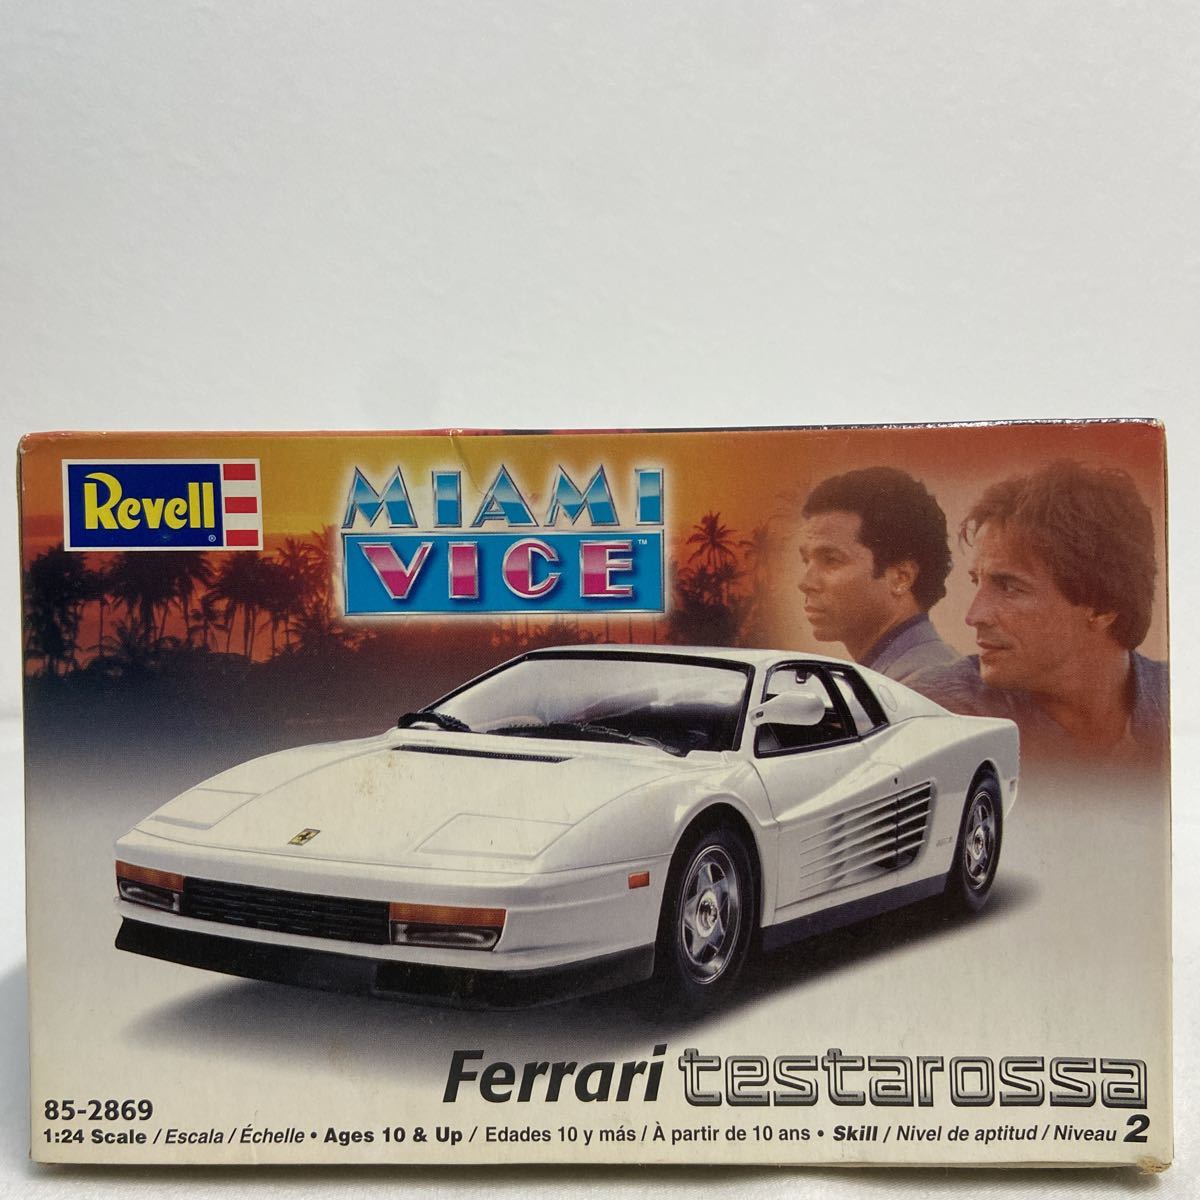 Revell®
MIAMI
VICE™
Ferrari testarossa
85-2869
1:24 Scale / Escala / Échelle • Ages 10 & Up / Edades 10 y más / À partir de 10 ans • Skill / Nivel de aptitud / Niveau 2